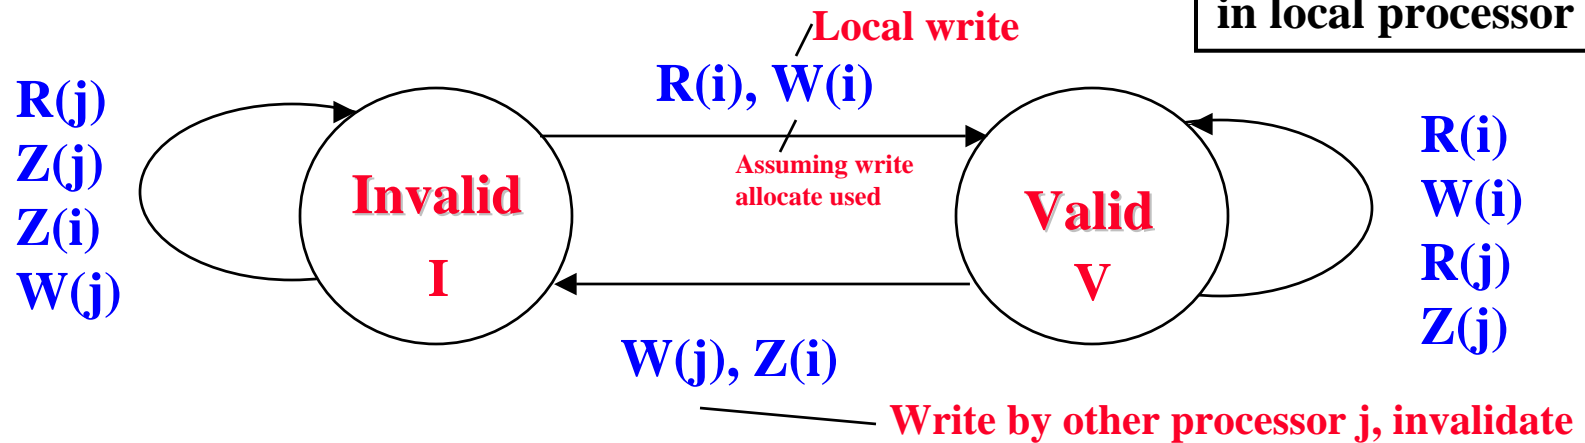 in local processor
Local write
R(i), W(i)
Assuming write
allocate used
R(j)
Z(j)
Z(i)
W(j)
Invalid
I
Valid
V
R(i)
W(i)
R(j)
Z(j)
W(j), Z(i)
Write by other processor j, invalidate